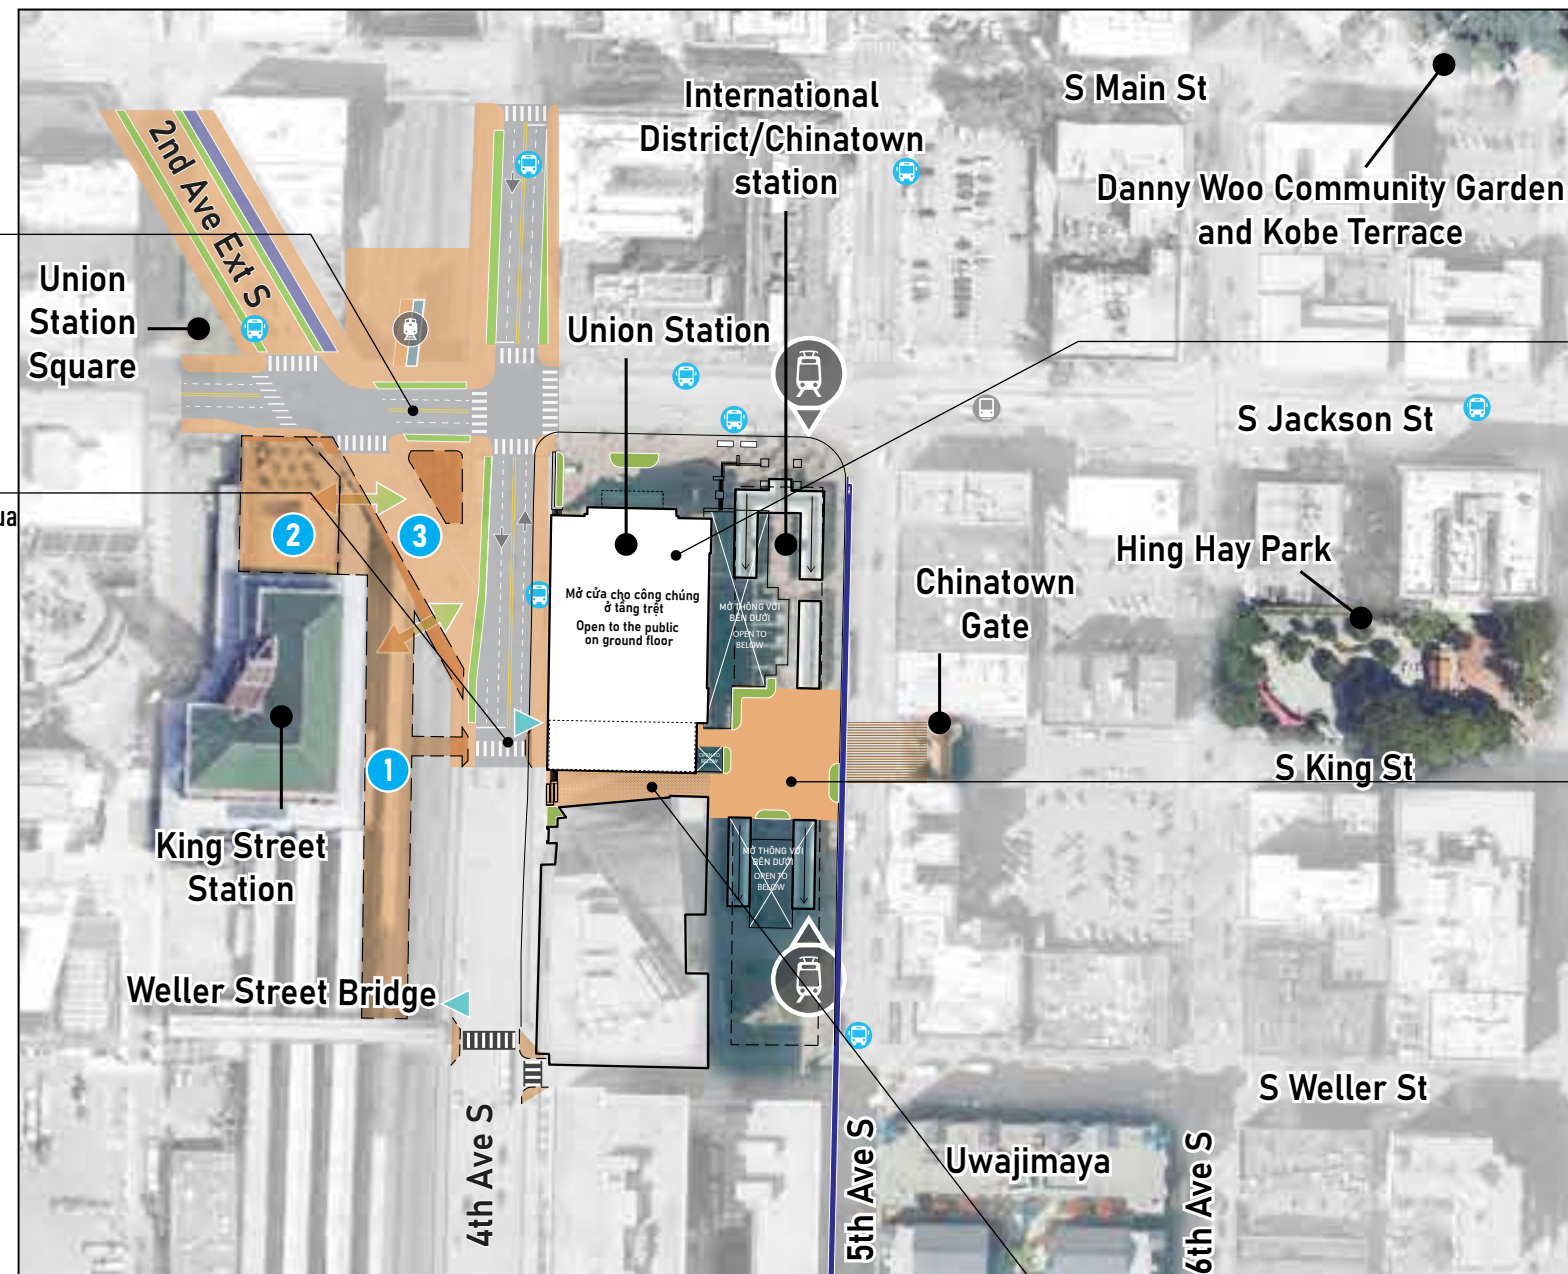 S Main St
International
District/Chinatown
station
2nd Ave Ext S
Danny Woo Community Garden
and Kobe Terrace
Union
Station
Square
Union Station
S Jackson St
ua
2
3
Hing Hay Park
Chinatown
Gate
Mở cửa cho công chúng
ở tầng trệt
Open to the public
on ground floor
MỞ THÔNG VỚI
BÊN DƯỚI
OPEN TO
BELOW
OPEN TO
BELOW
1
S King St
King Street
Station
MỞ THÔNG VỚI
BÊN DƯỚI
OPEN TO
BELOW
Weller Street Bridge
S Weller St
4th Ave S
5th Ave S
Uwajimaya
6th Ave S